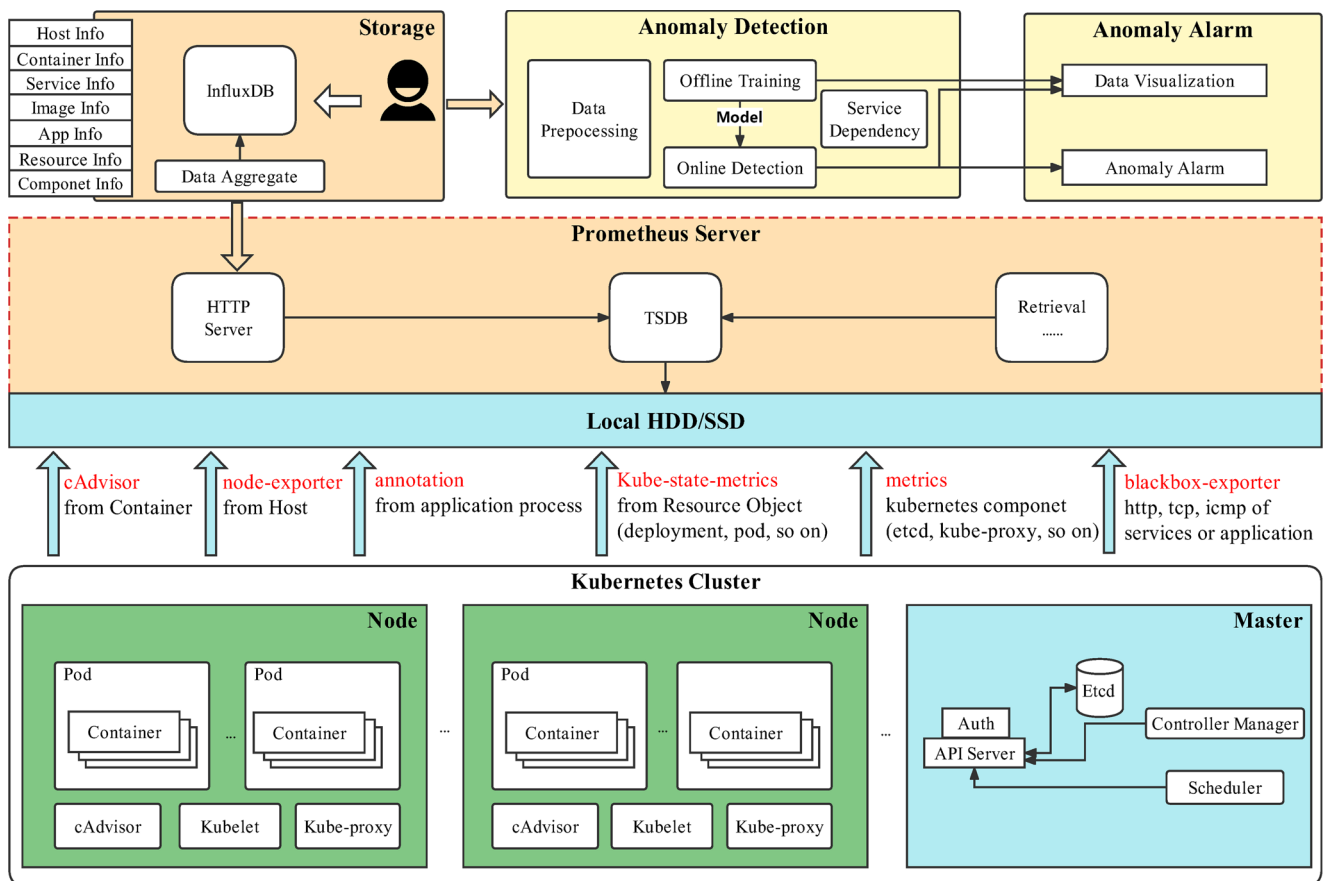 Storage
Host Info
Container Info
Service Info
Image Info
App Info
Resource Info
Componet Info
InfluxDB
Data Aggregate
Anomaly Detection
Data
Prepocessing
Offline Training
Model
Online Detection
Service
Dependency
Anomaly Alarm
Data Visualization
Anomaly Alarm
Prometheus Server
HTTP
Server
TSDB
Retrieval
......
Local HDD/SSD
cAdvisor
from Container
node-exporter
from Host
annotation
from application process
Kube-state-metrics
from Resource Object
(deployment, pod, so on)
metrics
kubernetes componet
(etcd, kube-proxy, so on)
blackbox-exporter
http, tcp, icmp of
services or application
Kubernetes Cluster
Node
Pod
Container
...
Pod
Container
cAdvisor
Kubelet
Kube-proxy
...
Node
Pod
Container
...
Container
cAdvisor
Kubelet
Kube-proxy
...
Master
Etcd
Auth
API Server
Controller Manager
Scheduler